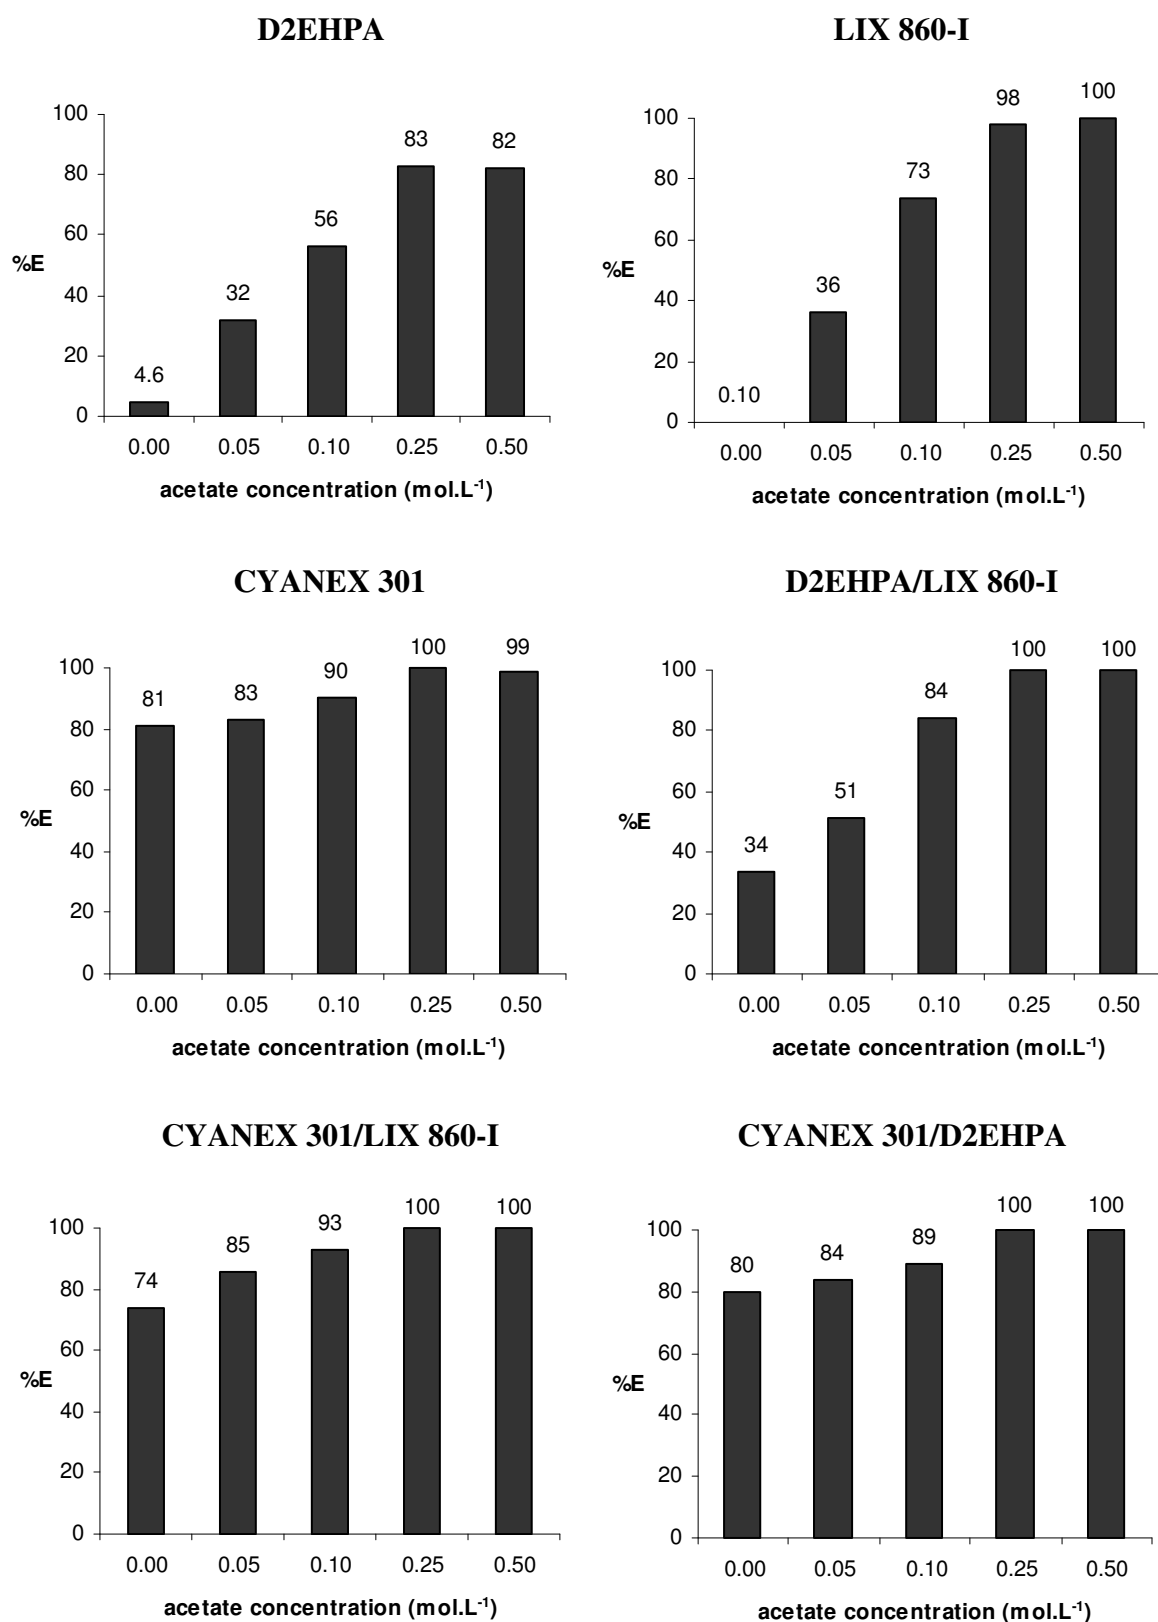 D2EHPA
100
80
60
40
20
0
%E
4.6
32
56
83
82
0.00 0.05 0.10 0.25 0.50
acetate concentration (mol.L-1)
LIX 860-I
100
80
60
40
20
0
%E
0.10
36
73
98
100
0.00 0.05 0.10 0.25 0.50
acetate concentration (mol.L-1)
CYANEX 301
100
80
60
40
20
0
%E
81
83
90
100
99
0.00 0.05 0.10 0.25 0.50
acetate concentration (mol.L-1)
D2EHPA/LIX 860-I
100
80
60
40
20
0
%E
34
51
84
100
100
0.00 0.05 0.10 0.25 0.50
acetate concentration (mol.L-1)
CYANEX 301/LIX 860-I
100
80
60
40
20
0
%E
74
85
93
100
100
0.00 0.05 0.10 0.25 0.50
acetate concentration (mol.L-1)
CYANEX 301/D2EHPA
100
80
60
40
20
0
%E
80
84
89
100
100
0.00 0.05 0.10 0.25 0.50
acetate concentration (mol.L-1)